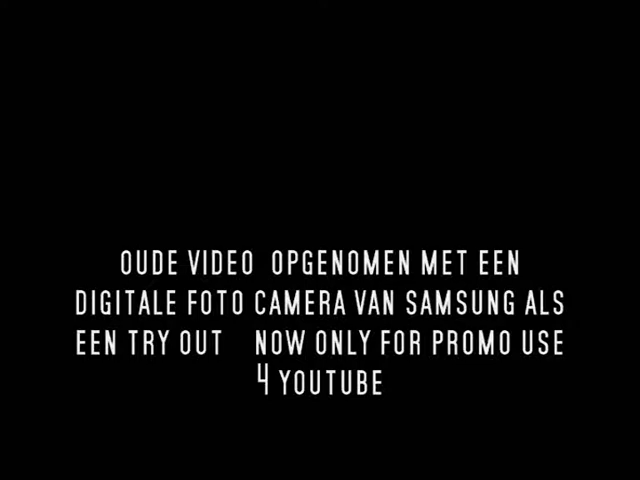 OUDE VIDEO OPGENOMEN MET EEN
DIGITALE FOTO CAMERA VAN SAMSUNG ALS
EEN TRY OUT NOW ONLY FOR PROMO USE
4 YOUTUBE